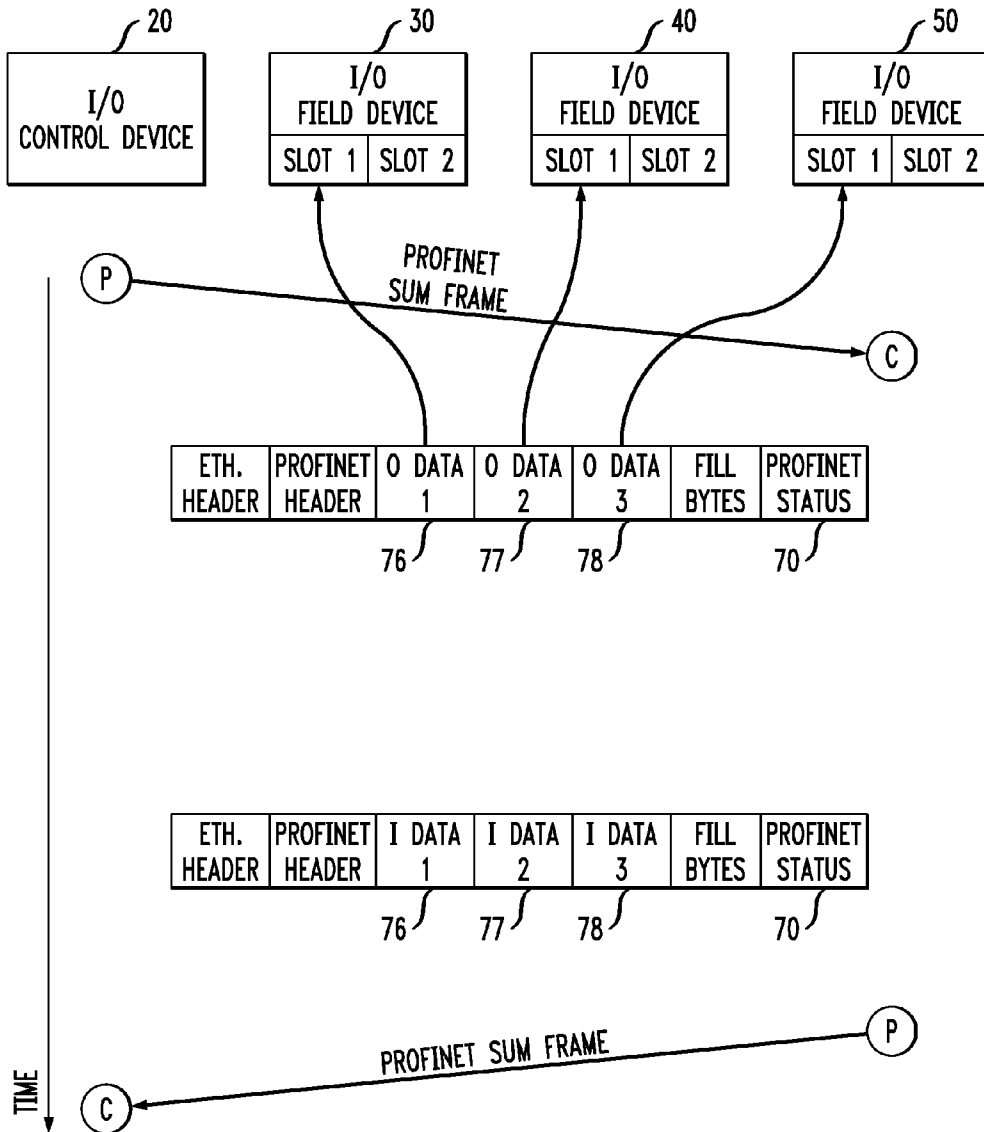 20
30
40
50
I/O
CONTROL DEVICE
I/O
FIELD DEVICE
SLOT 1 SLOT 2
I/O
FIELD DEVICE
SLOT 1 SLOT 2
I/O
FIELD DEVICE
SLOT 1 SLOT 2
P
PROFINET
SUM FRAME
C
ETH.
HEADER
PROFINET
HEADER
O DATA
1
O DATA
2
O DATA
3
FILL
BYTES
PROFINET
STATUS
76
77
78
70
ETH.
HEADER
PROFINET
HEADER
I DATA
1
I DATA
2
I DATA
3
FILL
BYTES
PROFINET
STATUS
76
77
78
70
P
PROFINET SUM FRAME
C
TIME